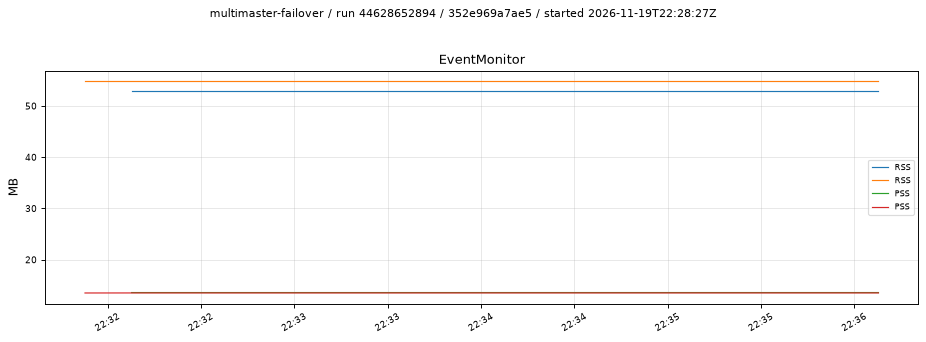 multimaster-failover / run 44628652894 / 352e969a7ae5 / started 2026-11-19T22:28:27Z
EventMonitor
MB
50
40
30
20
RSS
RSS
PSS
PSS
22:32
22:32
22:33
22:33
22:34
22:34
22:35
22:35
22:36